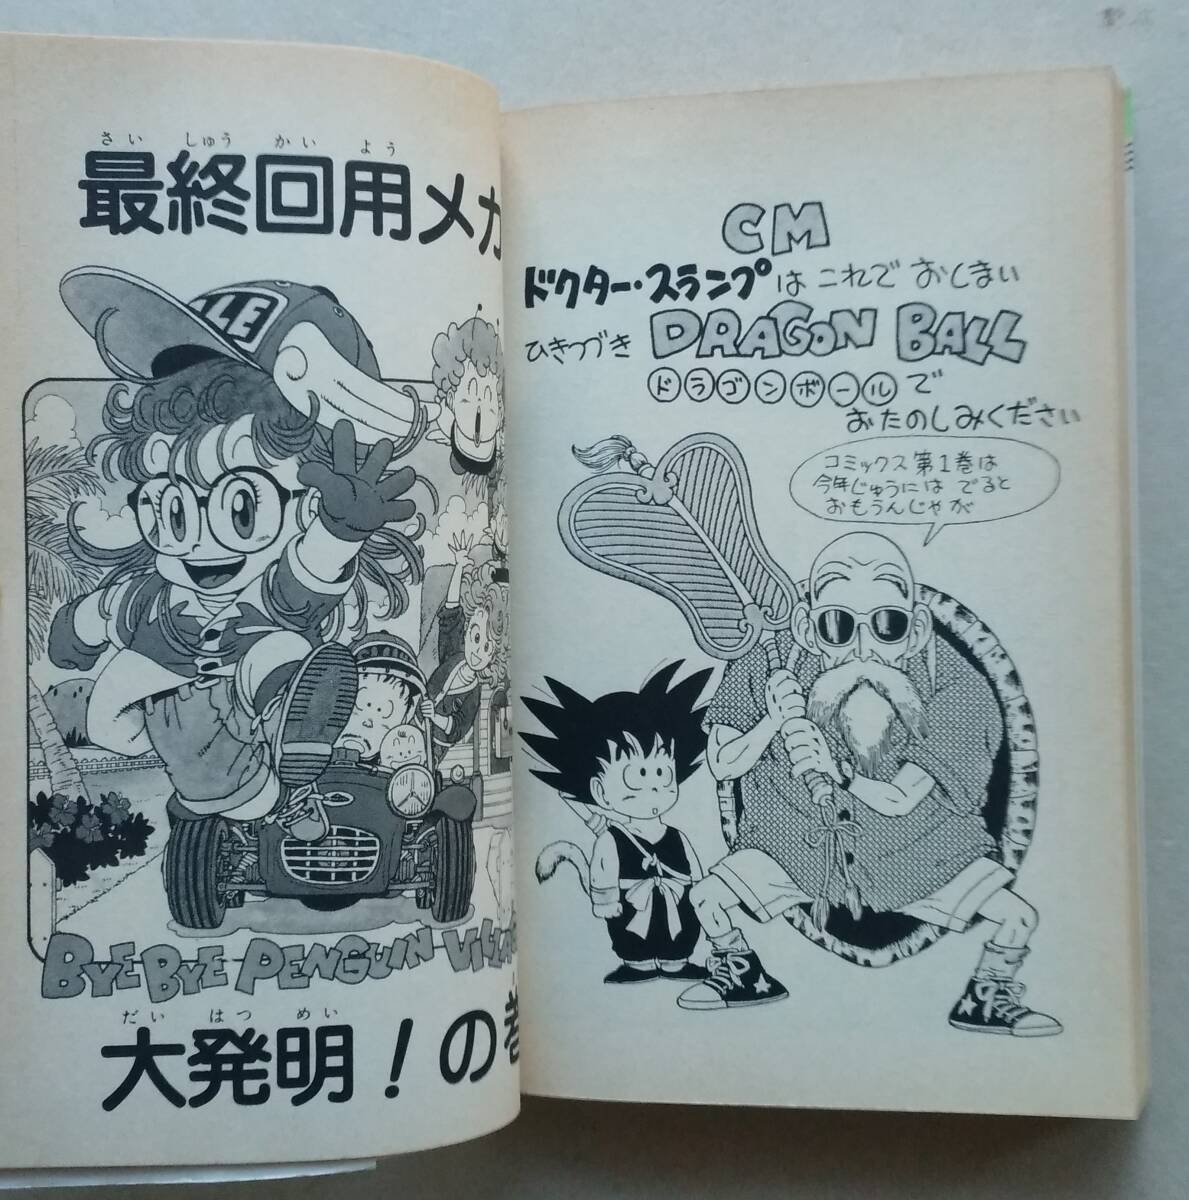 さい しゅう かい よう
最終回用メカ
BYE BYE PENGUIN VILLAG
だい はつ めい
大発明!の巻
CM
ドクター・スランプは これで おしまい
ひきつづき DRAGON BALL
ドラゴンボールで
おたのしみください
コミックス第1巻は
今年じゅうには でると
おもうんじゃが